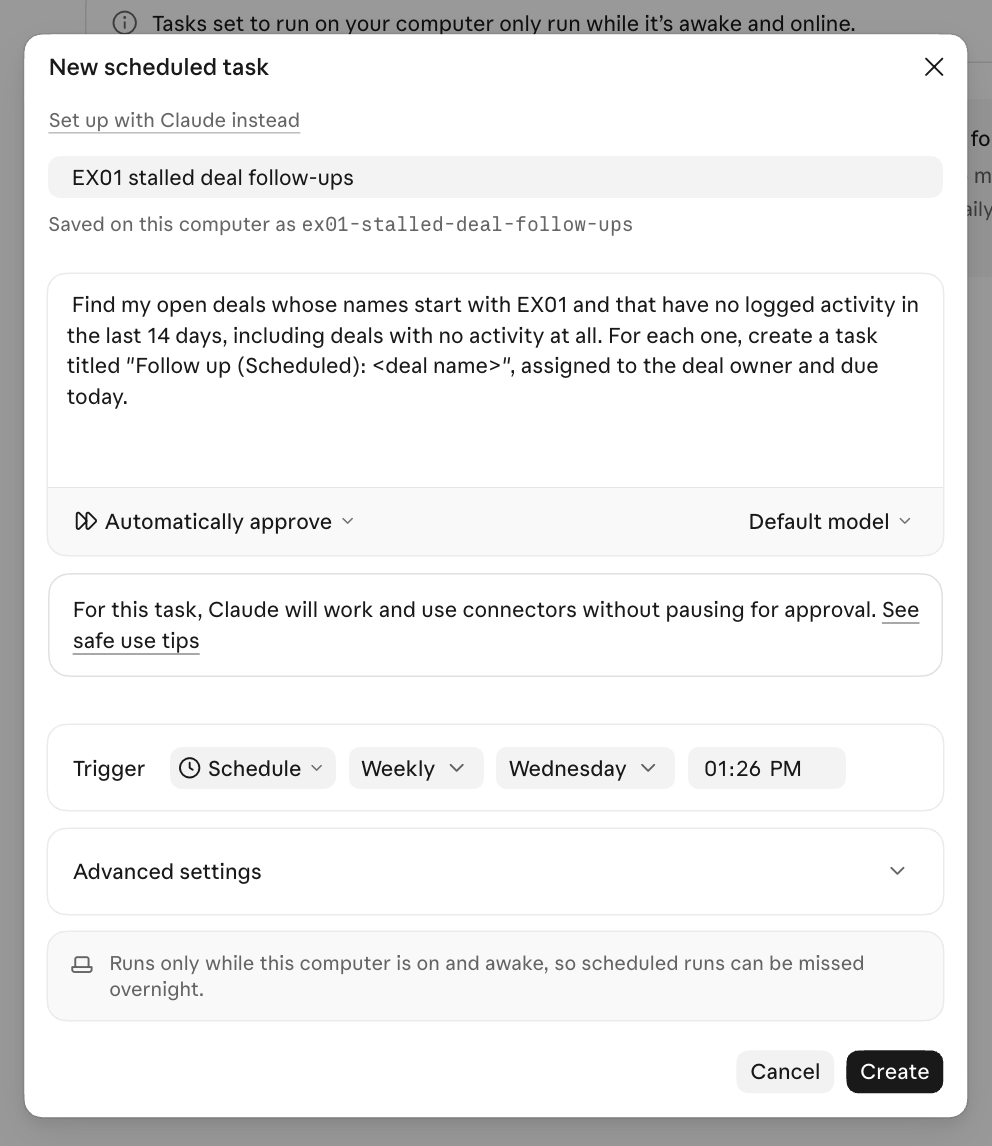 Tasks set to run on your computer only run while it’s awake and online.
New scheduled task
Set up with Claude instead
EX01 stalled deal follow-ups
Saved on this computer as ex01-stalled-deal-follow-ups
Find my open deals whose names start with EX01 and that have no logged activity in
the last 14 days, including deals with no activity at all. For each one, create a task
titled "Follow up (Scheduled): <deal name>", assigned to the deal owner and due
today.
Automatically approve
Default model
For this task, Claude will work and use connectors without pausing for approval. See
safe use tips
Trigger
Schedule
Weekly
Wednesday
01:26 PM
Advanced settings
Runs only while this computer is on and awake, so scheduled runs can be missed
overnight.
Cancel
Create